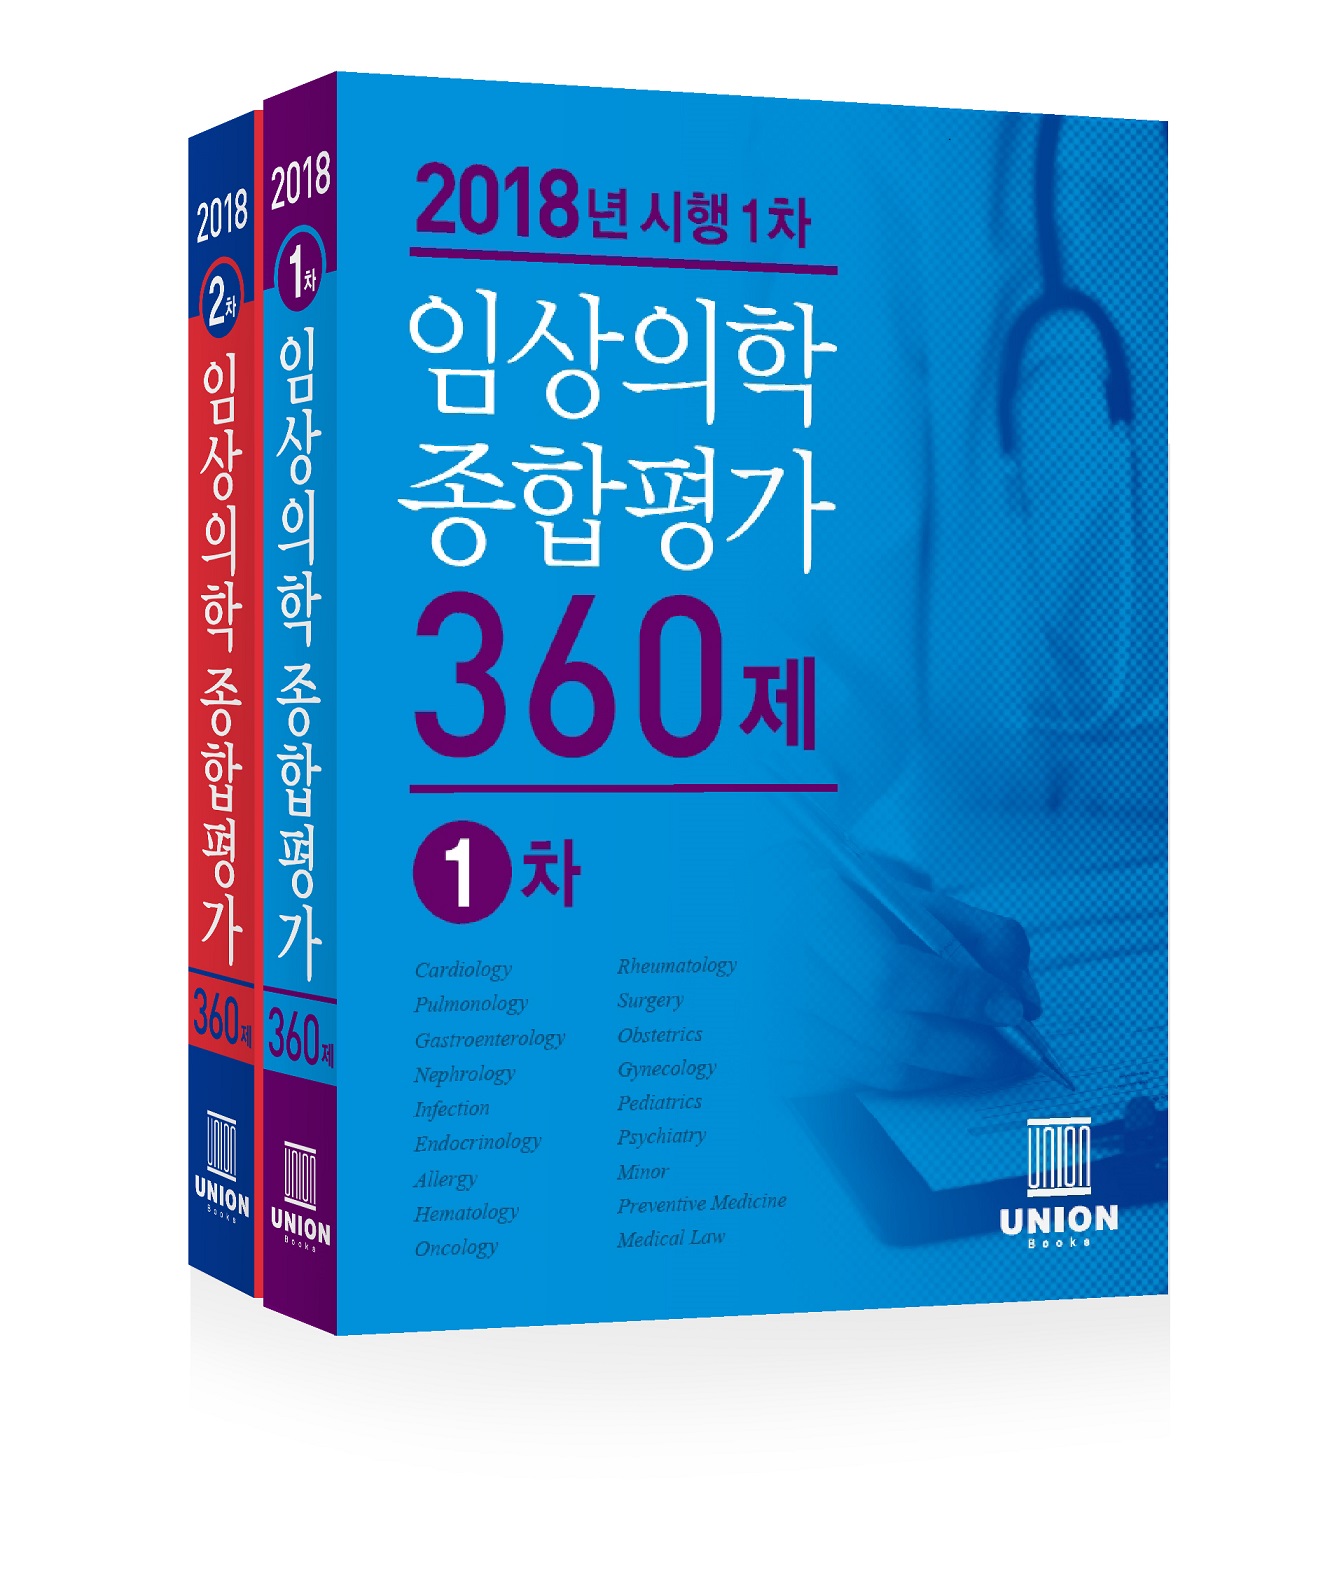 2018
2차
임상의학 종합평가
360제
UNION
UNION
Books
2018
1차
임상의학 종합평가
360제
UNION
UNION
Books
2018년 시행 1차
임상의학
종합평가
360제
1차
Cardiology
Pulmonology
Gastroenterology
Nephrology
Infection
Endocrinology
Allergy
Hematology
Oncology
Rheumatology
Surgery
Obstetrics
Gynecology
Pediatrics
Psychiatry
Minor
Preventive Medicine
Medical Law
UNION
UNION
Books